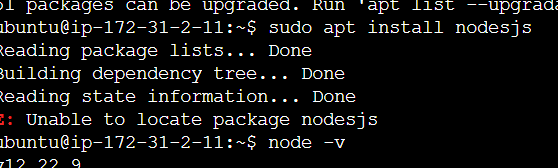 ol packages can be upgraded. Run 'apt list --upgrada
ubuntu@ip-172-31-2-11:~$ sudo apt install nodesjs
Reading package lists... Done
Building dependency tree... Done
Reading state information... Done
E: Unable to locate package nodesjs
ubuntu@ip-172-31-2-11:~$ node -v
v12.22.9